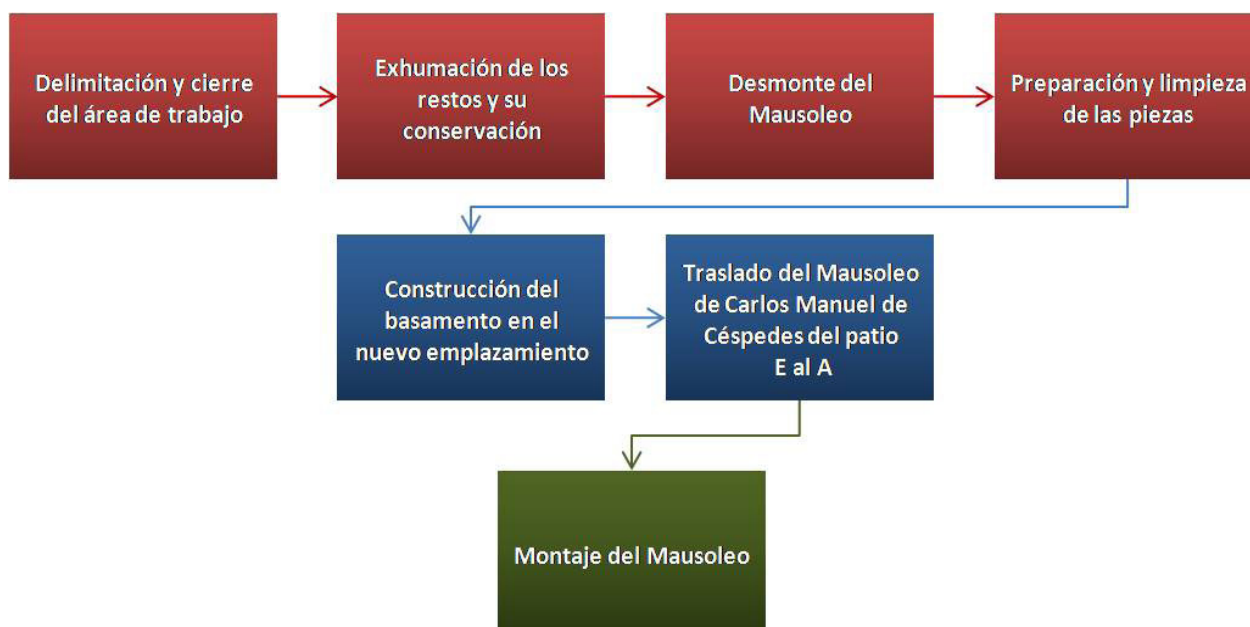 Delimitación y cierre
del área de trabajo
Exhumación de los
restos y su
conservación
Desmonte del
Mausoleo
Preparación y limpieza
de las piezas
Construcción del
basamento en el
nuevo emplazamiento
Traslado del Mausoleo
de Carlos Manuel de
Céspedes del patio
E al A
Montaje del Mausoleo